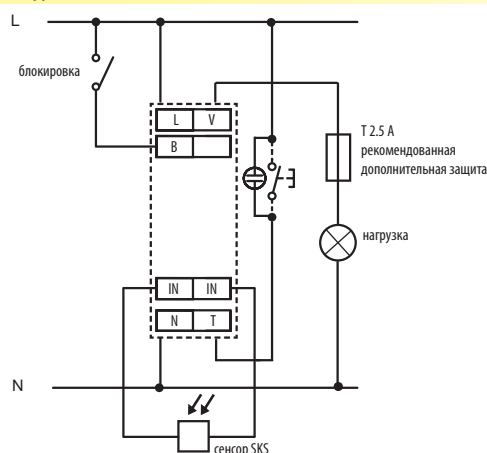 L
блокировка
L V
B
T 2.5 A
рекомендованная
дополнительная защита
нагрузка
IN IN
N T
N
сенсор SKS